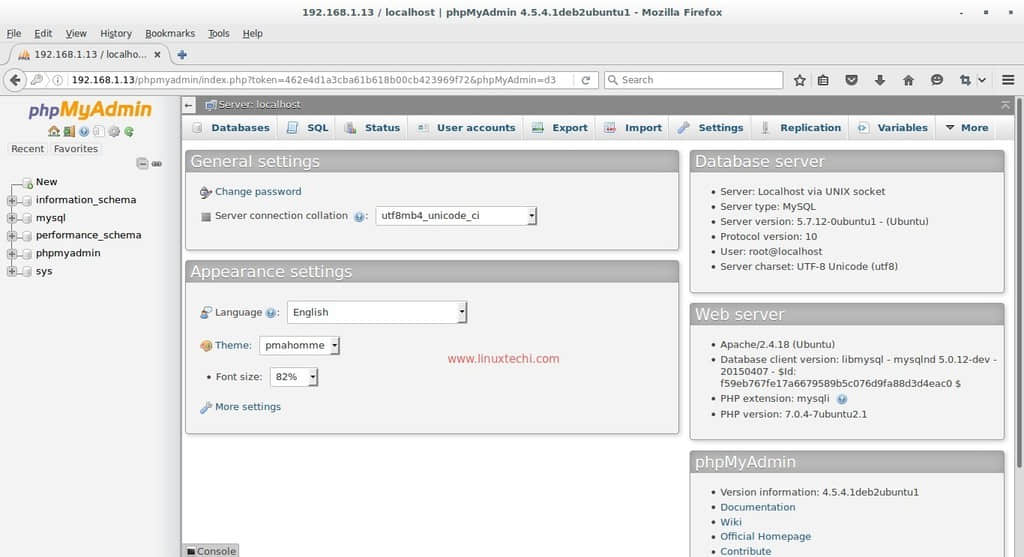 192.168.1.13 / localhost | phpMyAdmin 4.5.4.1deb2ubuntu1 - Mozilla Firefox
File Edit View History Bookmarks Tools Help
192.168.1.13 / localho...
192.168.1.13/phpmyadmin/index.php?token=462e4d1a3cba61b618b00cb423969f72&phpMyAdmin=d3
Search
phpMyAdmin
Recent Favorites
New
information_schema
mysql
performance_schema
phpmyadmin
sys
Server: localhost
Databases SQL Status User accounts Export Import Settings Replication Variables More
General settings
Change password
Server connection collation : utf8mb4_unicode_ci
Appearance settings
Language : English
Theme: pmahomme
• Font size: 82%
More settings
www.linuxtechi.com
Database server
• Server: Localhost via UNIX socket
• Server type: MySQL
• Server version: 5.7.12-0ubuntu1 - (Ubuntu)
• Protocol version: 10
• User: root@localhost
• Server charset: UTF-8 Unicode (utf8)
Web server
• Apache/2.4.18 (Ubuntu)
• Database client version: libmysql - mysqlnd 5.0.12-dev -
20150407 - $Id:
f59eb767fe17a6679589b5c076d9fa88d3d4eac0 $
• PHP extension: mysqli
• PHP version: 7.0.4-7ubuntu2.1
phpMyAdmin
• Version information: 4.5.4.1deb2ubuntu1
• Documentation
• Wiki
• Official Homepage
• Contribute
Console